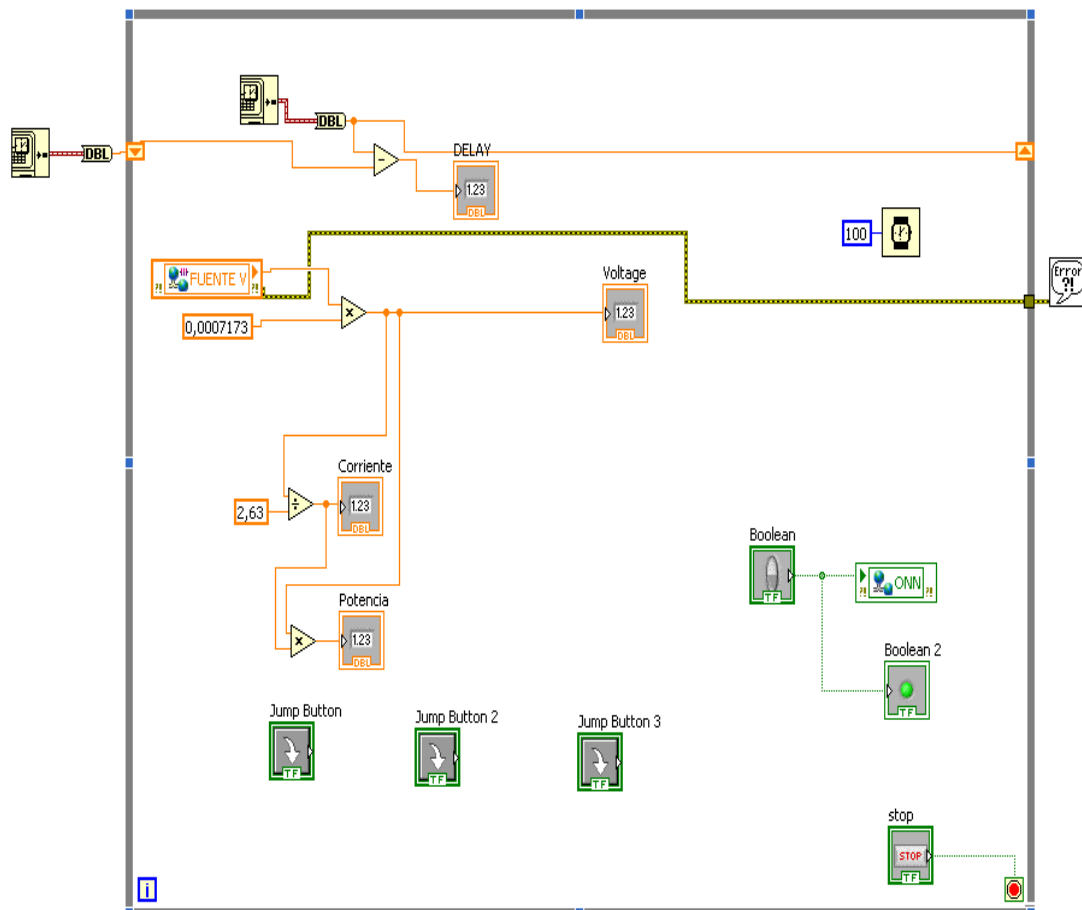 DBL
DBL
DELAY
1.23
DBL
100
Error
?!
?! FUENTE V ?!
Voltage
1.23
DBL
0,0007173
Corriente
1.23
DBL
2,63
Boolean
TF
?! ONN ?!
Potencia
1.23
DBL
Boolean 2
TF
Jump Button
TF
Jump Button 2
TF
Jump Button 3
TF
stop
STOP
TF
i